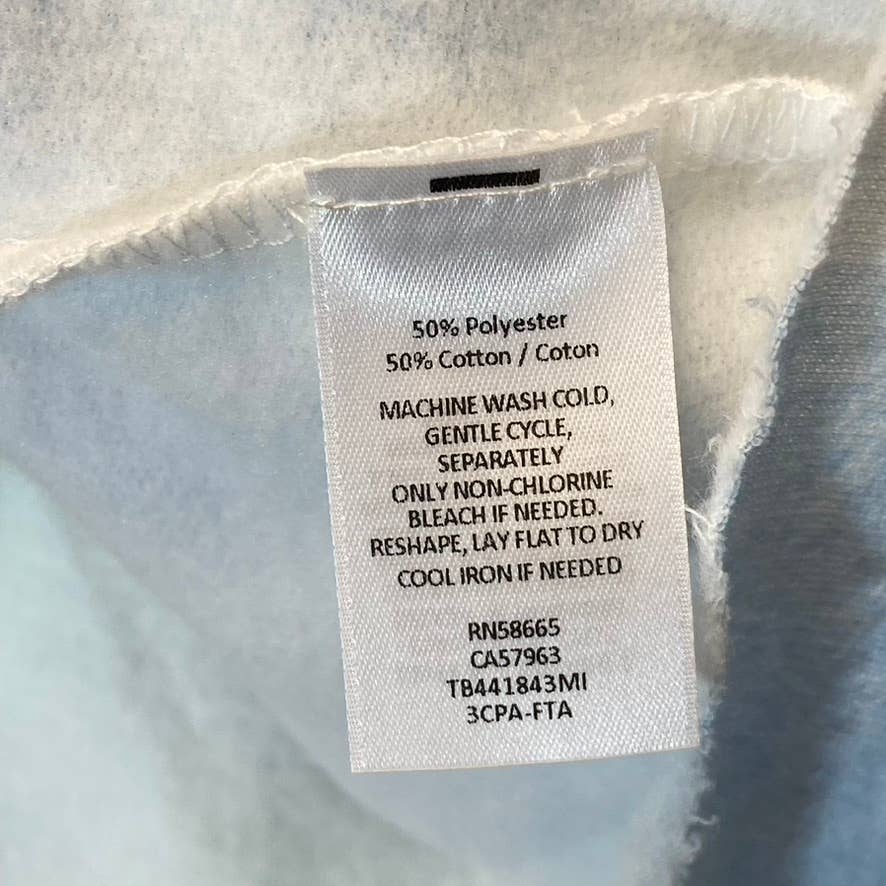 50% Polyester
50% Cotton / Coton
MACHINE WASH COLD,
GENTLE CYCLE,
SEPARATELY
ONLY NON-CHLORINE
BLEACH IF NEEDED.
RESHAPE, LAY FLAT TO DRY
COOL IRON IF NEEDED
RN58665
CA57963
TB441843MI
3CPA-FTA